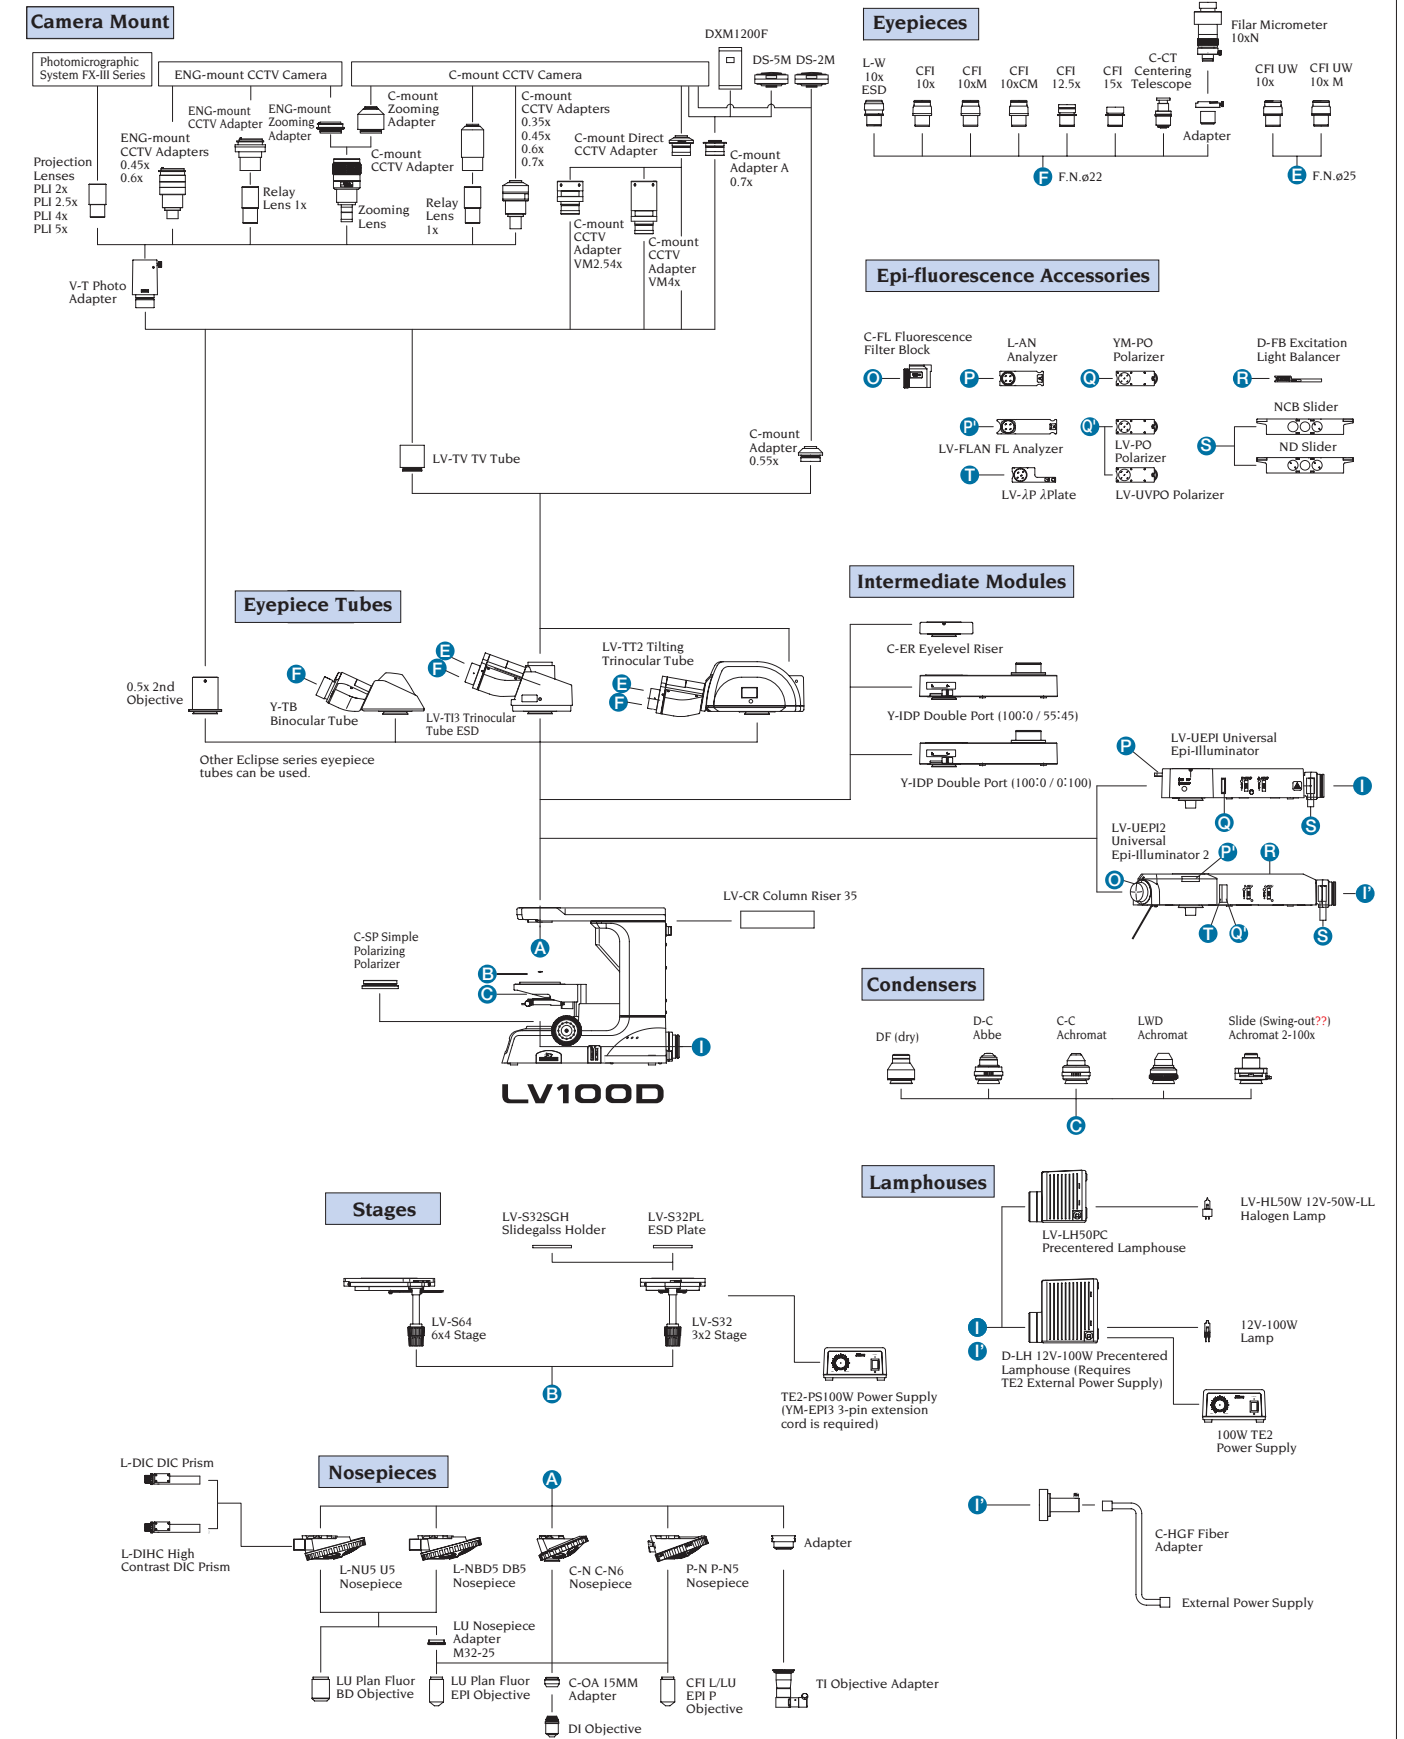 Camera Mount
Photomicrographic
System FX-III Series
ENG-mount CCTV Camera
C-mount CCTV Camera
DXM1200F
DS-5M DS-2M
Projection
Lenses
PLI 2x
PLI 2.5x
PLI 4x
PLI 5x
ENG-mount
CCTV Adapters
0.45x
0.6x
ENG-mount
CCTV Adapter
Relay
Lens 1x
ENG-mount
Zooming
Adapter
C-mount
Zooming
Adapter
C-mount
CCTV Adapter
Zooming
Lens
Relay
Lens
1x
C-mount
CCTV Adapters
0.35x
0.45x
0.6x
0.7x
C-mount Direct
CCTV Adapter
C-mount
Adapter A
0.7x
C-mount
CCTV
Adapter
VM2.54x
C-mount
CCTV
Adapter
VM4x
V-T Photo
Adapter
LV-TV TV Tube
C-mount
Adapter
0.55x
Eyepieces
L-W
10x
ESD
CFI
10x
CFI
10xM
CFI
10xCM
CFI
12.5x
CFI
15x
C-CT
Centering
Telescope
Filar Micrometer
10xN
Adapter
CFI UW
10x
CFI UW
10x M
F F.N.ø22
E F.N.ø25
Epi-fluorescence Accessories
C-FL Fluorescence
Filter Block
O
L-AN
Analyzer
P
YM-PO
Polarizer
Q
D-FB Excitation
Light Balancer
R
P'
LV-FLAN FL Analyzer
Q'
LV-PO
Polarizer
NCB Slider
S
ND Slider
T
LV-λP λPlate
LV-UVPO Polarizer
Eyepiece Tubes
0.5x 2nd
Objective
F
Y-TB
Binocular Tube
E
F
LV-TI3 Trinocular
Tube ESD
LV-TT2 Tilting
Trinocular Tube
E
F
Other Eclipse series eyepiece
tubes can be used.
Intermediate Modules
C-ER Eyelevel Riser
Y-IDP Double Port (100:0 / 55:45)
Y-IDP Double Port (100:0 / 0:100)
LV-UEPI Universal
Epi-Illuminator
P
I
Q
S
LV-UEPI2
Universal
Epi-Illuminator 2
P'
R
O
I'
T
Q'
S
LV-CR Column Riser 35
C-SP Simple
Polarizing
Polarizer
A
B
C
I
LV100D
Condensers
DF (dry)
D-C
Abbe
C-C
Achromat
LWD
Achromat
Slide (Swing-out??)
Achromat 2-100x
C
Lamphouses
LV-LH50PC
Precentered Lamphouse
LV-HL50W 12V-50W-LL
Halogen Lamp
I
I'
D-LH 12V-100W Precentered
Lamphouse (Requires
TE2 External Power Supply)
12V-100W
Lamp
100W TE2
Power Supply
I'
C-HGF Fiber
Adapter
External Power Supply
Stages
LV-S32SGH
Slidegalss Holder
LV-S32PL
ESD Plate
LV-S64
6x4 Stage
LV-S32
3x2 Stage
B
TE2-PS100W Power Supply
(YM-EPI3 3-pin extension
cord is required)
Nosepieces
A
L-DIC DIC Prism
L-DIHC High
Contrast DIC Prism
L-NU5 U5
Nosepiece
L-NBD5 DB5
Nosepiece
C-N C-N6
Nosepiece
P-N P-N5
Nosepiece
Adapter
LU Nosepiece
Adapter
M32-25
LU Plan Fluor
BD Objective
LU Plan Fluor
EPI Objective
C-OA 15MM
Adapter
DI Objective
CFI L/LU
EPI P
Objective
TI Objective Adapter